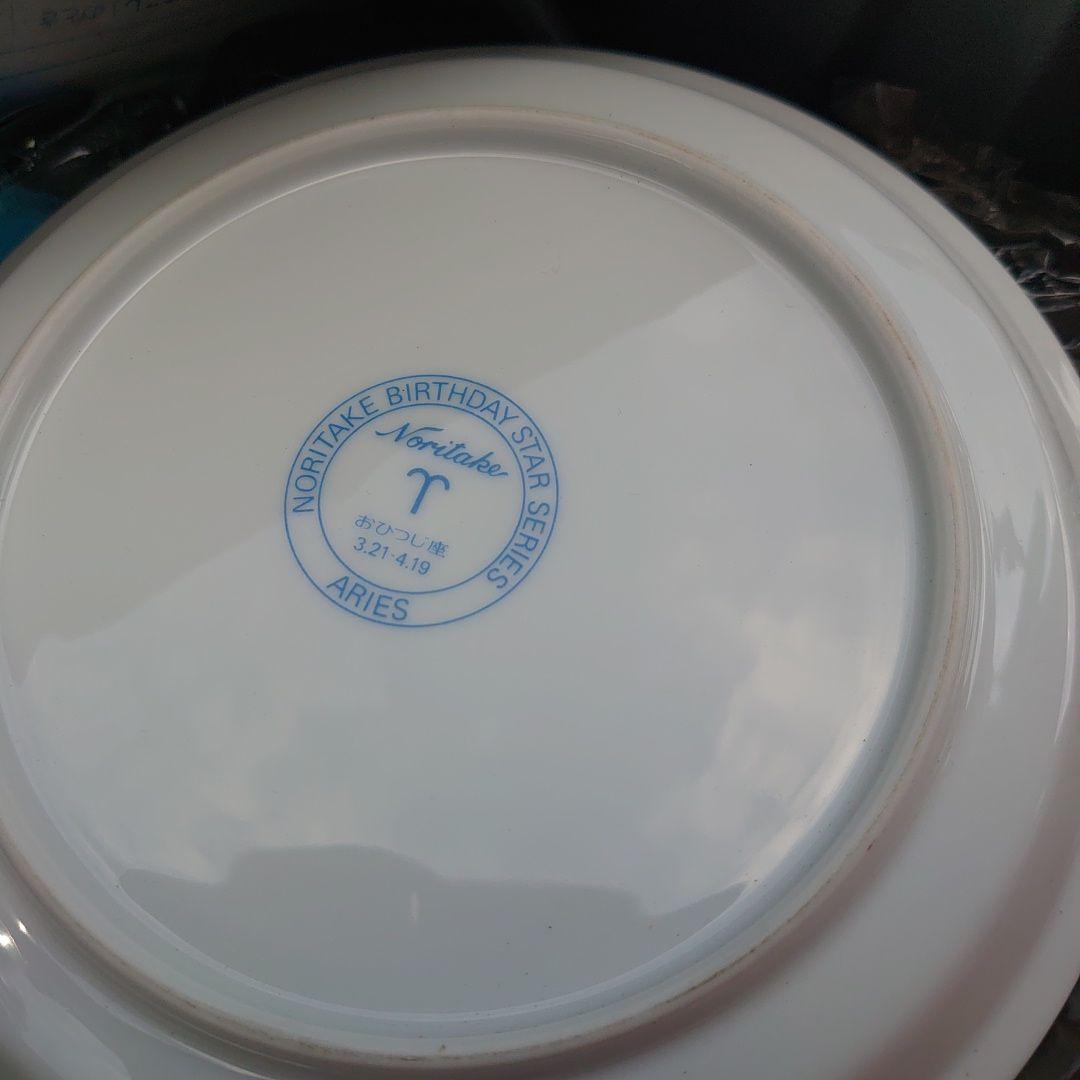 NORITAKE BIRTHDAY STAR SERIES
Noritake
♈
おひつじ座
3.21-4.19
ARIES